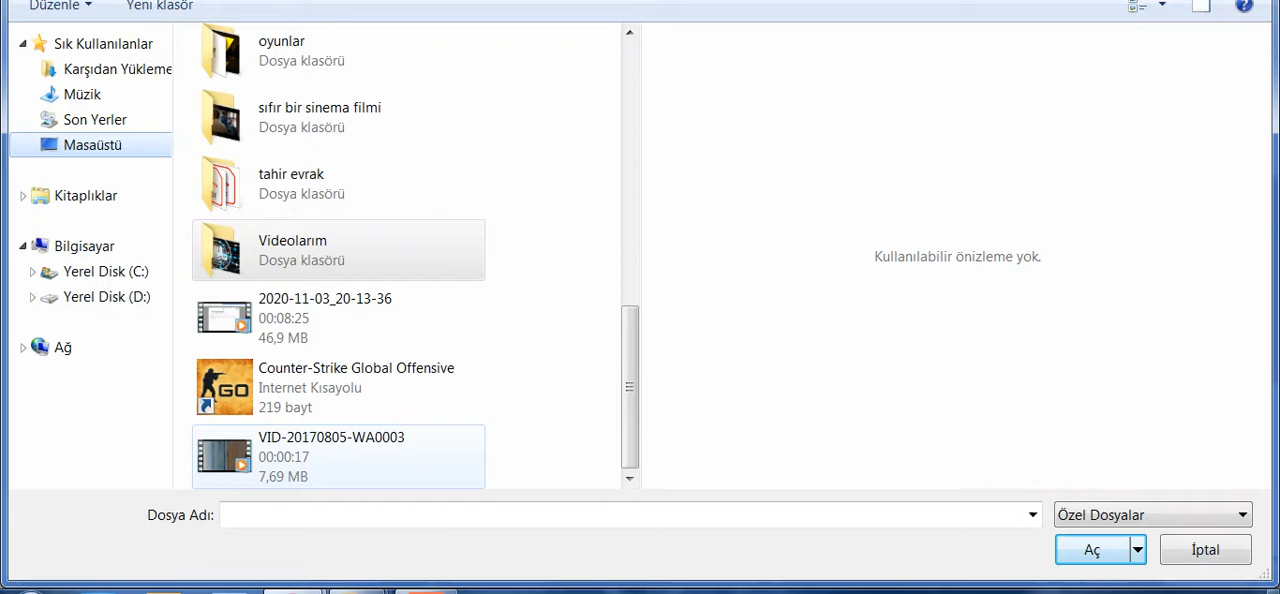 Düzenle
Yeni klasör
Sık Kullanılanlar
Karşıdan Yükleme
Müzik
Son Yerler
Masaüstü
Kitaplıklar
Bilgisayar
Yerel Disk (C:)
Yerel Disk (D:)
Ağ
oyunlar
Dosya klasörü
sıfır bir sinema filmi
Dosya klasörü
tahir evrak
Dosya klasörü
Videolarım
Dosya klasörü
2020-11-03_20-13-36
00:08:25
46,9 MB
GO
Counter-Strike Global Offensive
Internet Kısayolu
219 bayt
VID-20170805-WA0003
00:00:17
7,69 MB
Kullanılabilir önizleme yok.
Dosya Adı:
Özel Dosyalar
Aç
İptal